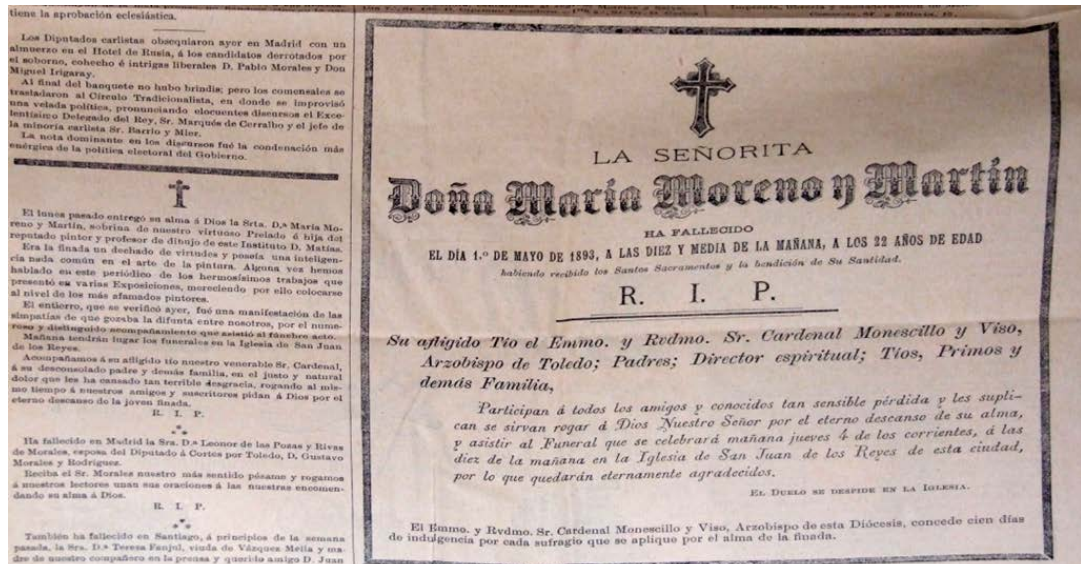 tiene la aprobación eclesiástica.
Los Diputados carlistas obsequiaron ayer en Madrid con un
almuerzo en el Hotel de Rusia, á los candidatos derrotados por
el soborno, cohecho é intrigas liberales D. Pablo Morales y Don
Miguel Irigaray.
Al final del banquete no hubo brindis; pero los comensales se
trasladaron al Círculo Tradicionalista, en donde se improvisó
una velada política, pronunciando elocuentes discursos el Exce-
lentísimo Delegado del Rey, Sr. Marqués de Cerralbo y el jefe de
la minoría carlista Sr. Barrio y Mier.
La nota dominante en los discursos fué la condenación más
enérgica de la política electoral del Gobierno.
El lunes pasado entregó su alma á Dios la Srta. D.ª María Mo-
reno y Martín, sobrina de nuestro virtuoso Prelado é hija del
reputado pintor y profesor de dibujo de este Instituto D. Matías.
Era la finada un dechado de virtudes y poseía una inteligen-
cia nada común en el arte de la pintura. Alguna vez hemos
hablado en este periódico de los hermosísimos trabajos que
presentó en varias Exposiciones, mereciendo por ello colocarse
al nivel de los más afamados pintores.
El entierro, que se verificó ayer, fué una manifestación de las
simpatías de que gozaba la difunta entre nosotros, por el nume-
roso y distinguido acompañamiento que asistió al fúnebre acto.
Mañana tendrán lugar los funerales en la Iglesia de San Juan
de los Reyes.
Acompañamos á su afligido tío nuestro venerable Sr. Cardenal,
á su desconsolado padre y demás familia, en el justo y natural
dolor que les ha causado tan terrible desgracia, rogando al mis-
mo tiempo á nuestros amigos y suscritores pidan á Dios por el
eterno descanso de la joven finada.
R. I. P.
Ha fallecido en Madrid la Sra. D.ª Leonor de las Pozas y Rivas
de Morales, esposa del Diputado á Cortes por Toledo, D. Gustavo
Morales y Rodríguez.
Reciba el Sr. Morales nuestro más sentido pésame y rogamos
á nuestros lectores unan sus oraciones á las nuestras encomen-
dando su alma á Dios.
R. I. P.
También ha fallecido en Santiago, á principios de la semana
pasada, la Sra. D.ª Teresa Fanjul, viuda de Vázquez Mella y ma-
dre de nuestro compañero en la prensa y querido amigo D. Juan
LA SEÑORITA
Doña María Moreno y Martín
HA FALLECIDO
EL DÍA 1.º DE MAYO DE 1893, A LAS DIEZ Y MEDIA DE LA MAÑANA, A LOS 22 AÑOS DE EDAD
habiendo recibido los Santos Sacramentos y la bendición de Su Santidad.
R. I. P.
Su afligido Tío el Emmo. y Rvdmo. Sr. Cardenal Monescillo y Viso,
Arzobispo de Toledo; Padres; Director espiritual; Tíos, Primos y
demás Familia,
Participan á todos los amigos y conocidos tan sensible pérdida y les supli-
can se sirvan rogar á Dios Nuestro Señor por el eterno descanso de su alma,
y asistir al Funeral que se celebrará mañana jueves 4 de los corrientes, á las
diez de la mañana en la Iglesia de San Juan de los Reyes de esta ciudad,
por lo que quedarán eternamente agradecidos.
EL DUELO SE DESPIDE EN LA IGLESIA.
El Emmo. y Rvdmo. Sr. Cardenal Monescillo y Viso, Arzobispo de esta Diócesis, concede cien días
de indulgencia por cada sufragio que se aplique por el alma de la finada.